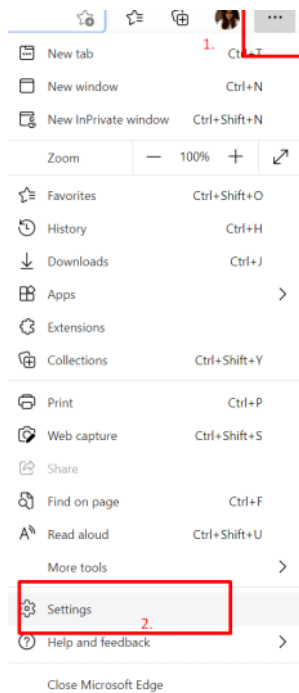 1.
New tab Ctrl+T
New window Ctrl+N
New InPrivate window Ctrl+Shift+N
Zoom — 100% +
Favorites Ctrl+Shift+O
History Ctrl+H
Downloads Ctrl+J
Apps
Extensions
Collections Ctrl+Shift+Y
Print Ctrl+P
Web capture Ctrl+Shift+S
Share
Find on page Ctrl+F
Read aloud Ctrl+Shift+U
More tools
Settings
2.
Help and feedback
Close Microsoft Edge